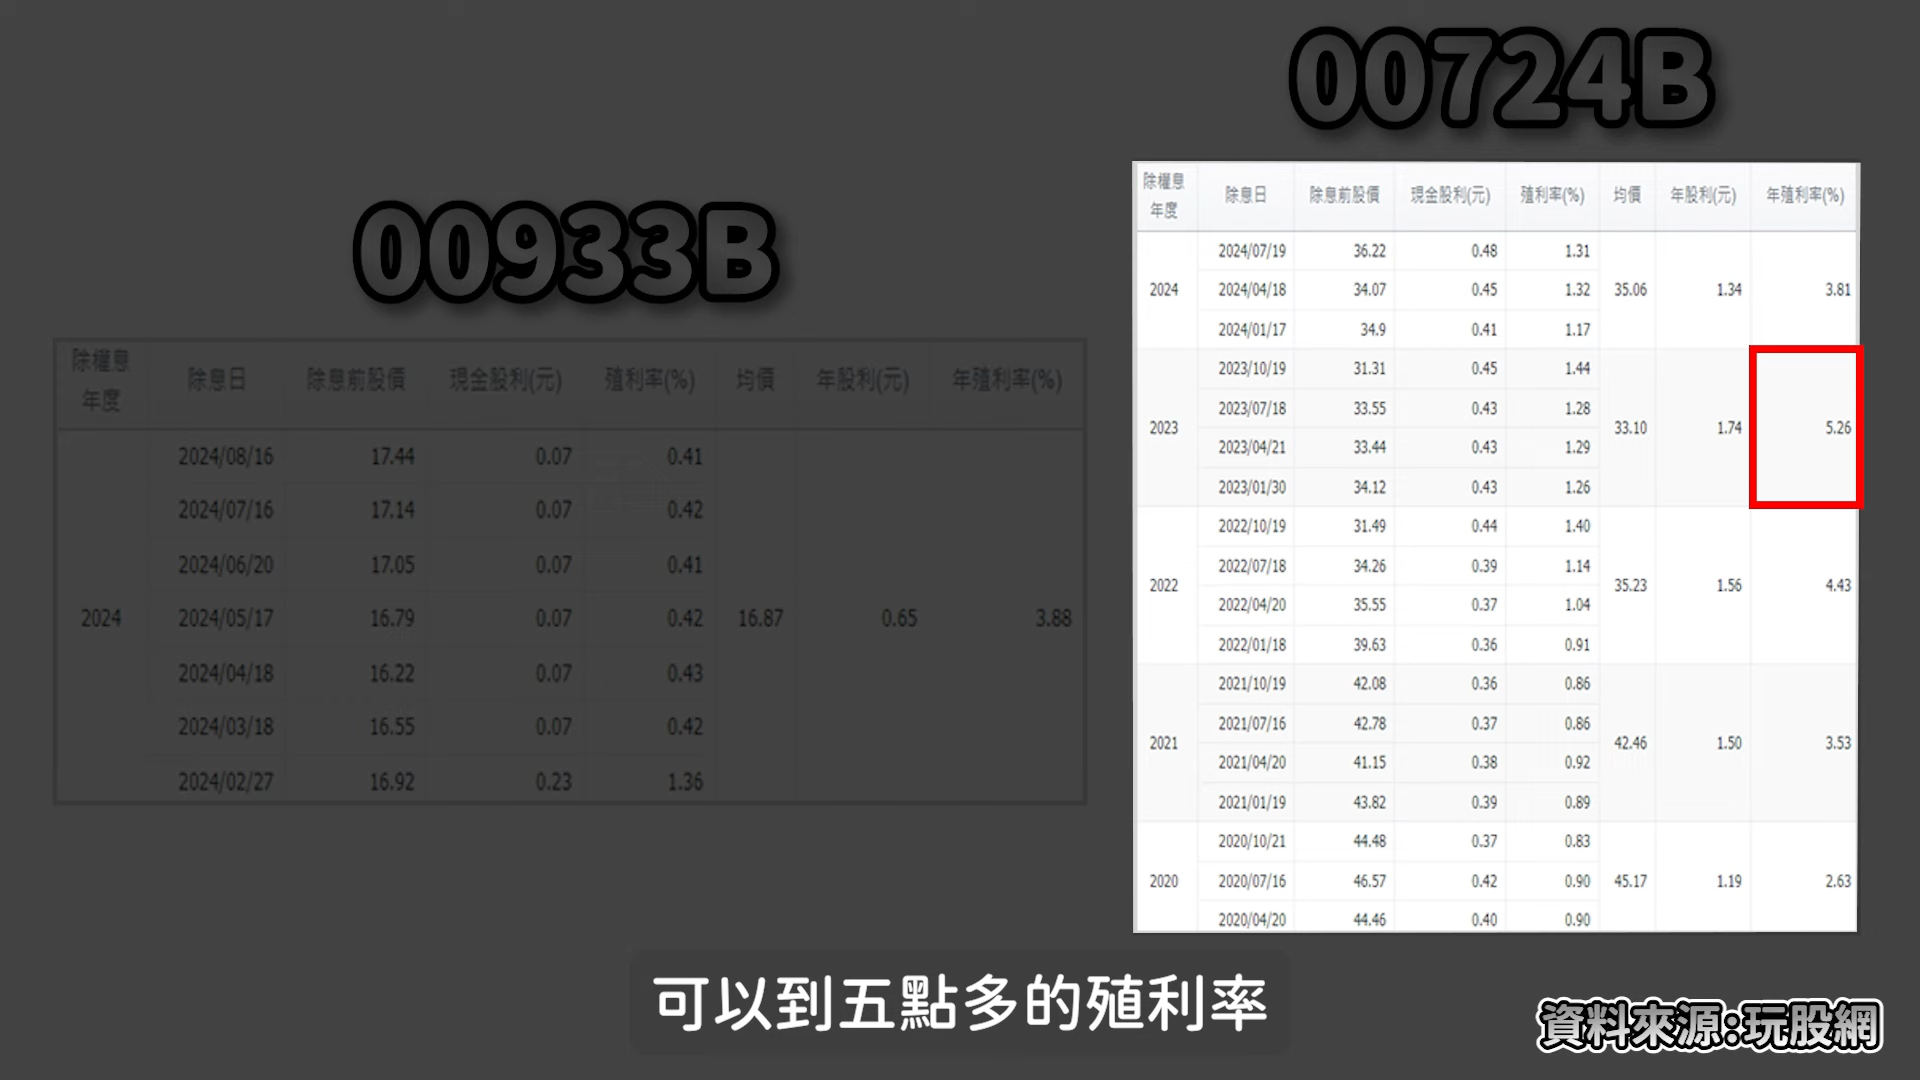 00933B
除權息年度 除息日 除息前股價 現金股利(元) 殖利率(%) 均價 年股利(元) 年殖利率(%)
2024/08/16 17.44 0.07 0.41
2024/07/16 17.14 0.07 0.42
2024/06/20 17.05 0.07 0.41
2024 2024/05/17 16.79 0.07 0.42 16.87 0.65 3.88
2024/04/18 16.22 0.07 0.43
2024/03/18 16.55 0.07 0.42
2024/02/27 16.92 0.23 1.36
00724B
除權息年度 除息日 除息前股價 現金股利(元) 殖利率(%) 均價 年股利(元) 年殖利率(%)
2024/07/19 36.22 0.48 1.31
2024 2024/04/18 34.07 0.45 1.32 35.06 1.34 3.81
2024/01/17 34.9 0.41 1.17
2023/10/19 31.31 0.45 1.44
2023/07/18 33.55 0.43 1.28
2023 33.10 1.74 5.26
2023/04/21 33.44 0.43 1.29
2023/01/30 34.12 0.43 1.26
2022/10/19 31.49 0.44 1.40
2022/07/18 34.26 0.39 1.14
2022 35.23 1.56 4.43
2022/04/20 35.55 0.37 1.04
2022/01/18 39.63 0.36 0.91
2021/10/19 42.08 0.36 0.86
2021/07/16 42.78 0.37 0.86
2021 42.46 1.50 3.53
2021/04/20 41.15 0.38 0.92
2021/01/19 43.82 0.39 0.89
2020/10/21 44.48 0.37 0.83
2020 2020/07/16 46.57 0.42 0.90 45.17 1.19 2.63
2020/04/20 44.46 0.40 0.90
可以到五點多的殖利率
資料來源:玩股網